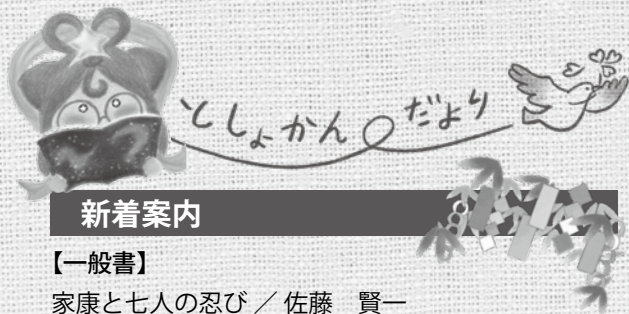 としょかんだより
新着案内
【一般書】
家康と七人の忍び ／ 佐藤　賢一